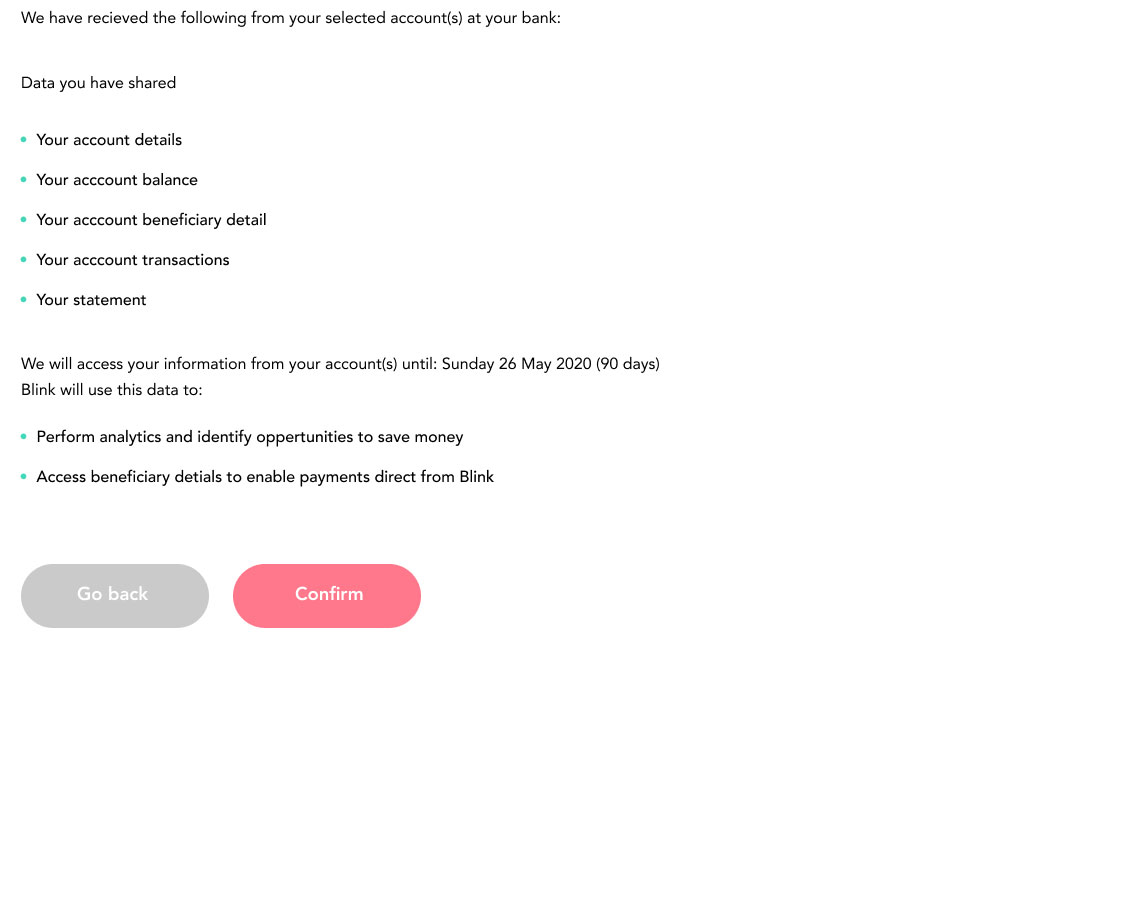 We have recieved the following from your selected account(s) at your bank:
Data you have shared
Your account details
Your acccount balance
Your acccount beneficiary detail
Your acccount transactions
Your statement
We will access your information from your account(s) until: Sunday 26 May 2020 (90 days)
Blink will use this data to:
Perform analytics and identify oppertunities to save money
Access beneficiary detials to enable payments direct from Blink
Go back
Confirm